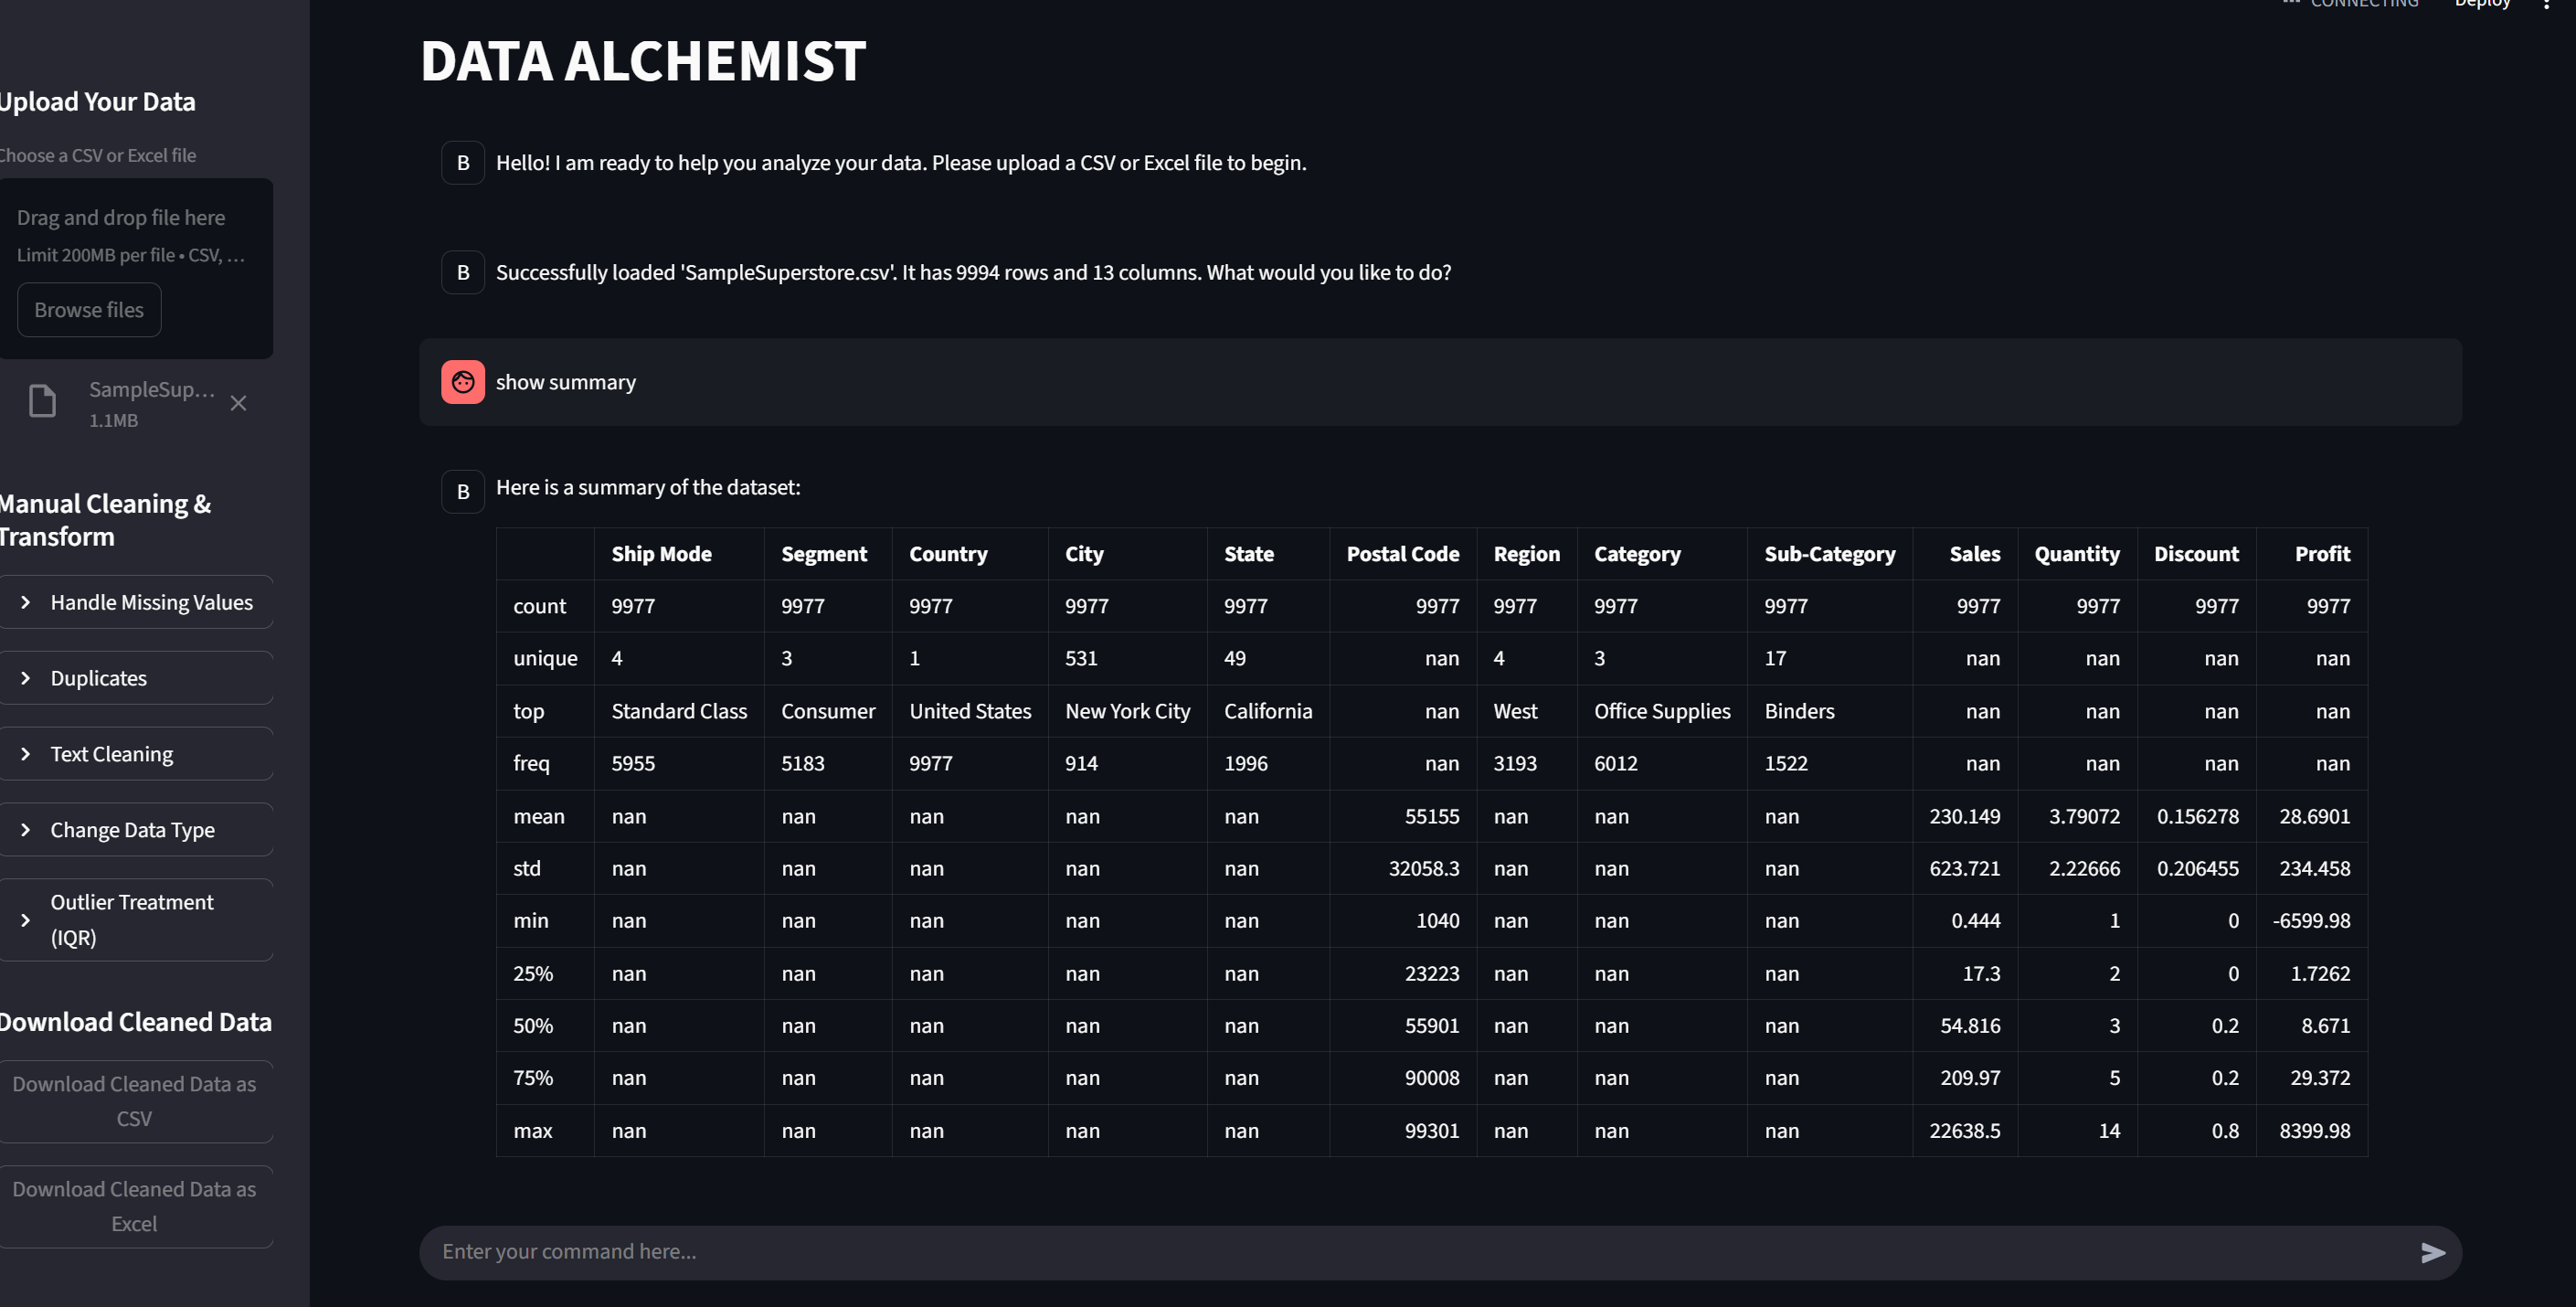 CONNECTING Deploy
DATA ALCHEMIST
Upload Your Data
Choose a CSV or Excel file
Drag and drop file here
Limit 200MB per file • CSV, ...
Browse files
SampleSup...
1.1MB
Manual Cleaning &
Transform
Handle Missing Values
Duplicates
Text Cleaning
Change Data Type
Outlier Treatment
(IQR)
Download Cleaned Data
Download Cleaned Data as
CSV
Download Cleaned Data as
Excel
B Hello! I am ready to help you analyze your data. Please upload a CSV or Excel file to begin.
B Successfully loaded 'SampleSuperstore.csv'. It has 9994 rows and 13 columns. What would you like to do?
show summary
B Here is a summary of the dataset:
Ship Mode Segment Country City State Postal Code Region Category Sub-Category Sales Quantity Discount Profit
count 9977 9977 9977 9977 9977 9977 9977 9977 9977 9977 9977 9977 9977
unique 4 3 1 531 49 nan 4 3 17 nan nan nan nan
top Standard Class Consumer United States New York City California nan West Office Supplies Binders nan nan nan nan
freq 5955 5183 9977 914 1996 nan 3193 6012 1522 nan nan nan nan
mean nan nan nan nan nan 55155 nan nan nan 230.149 3.79072 0.156278 28.6901
std nan nan nan nan nan 32058.3 nan nan nan 623.721 2.22666 0.206455 234.458
min nan nan nan nan nan 1040 nan nan nan 0.444 1 0 -6599.98
25% nan nan nan nan nan 23223 nan nan nan 17.3 2 0 1.7262
50% nan nan nan nan nan 55901 nan nan nan 54.816 3 0.2 8.671
75% nan nan nan nan nan 90008 nan nan nan 209.97 5 0.2 29.372
max nan nan nan nan nan 99301 nan nan nan 22638.5 14 0.8 8399.98
Enter your command here...